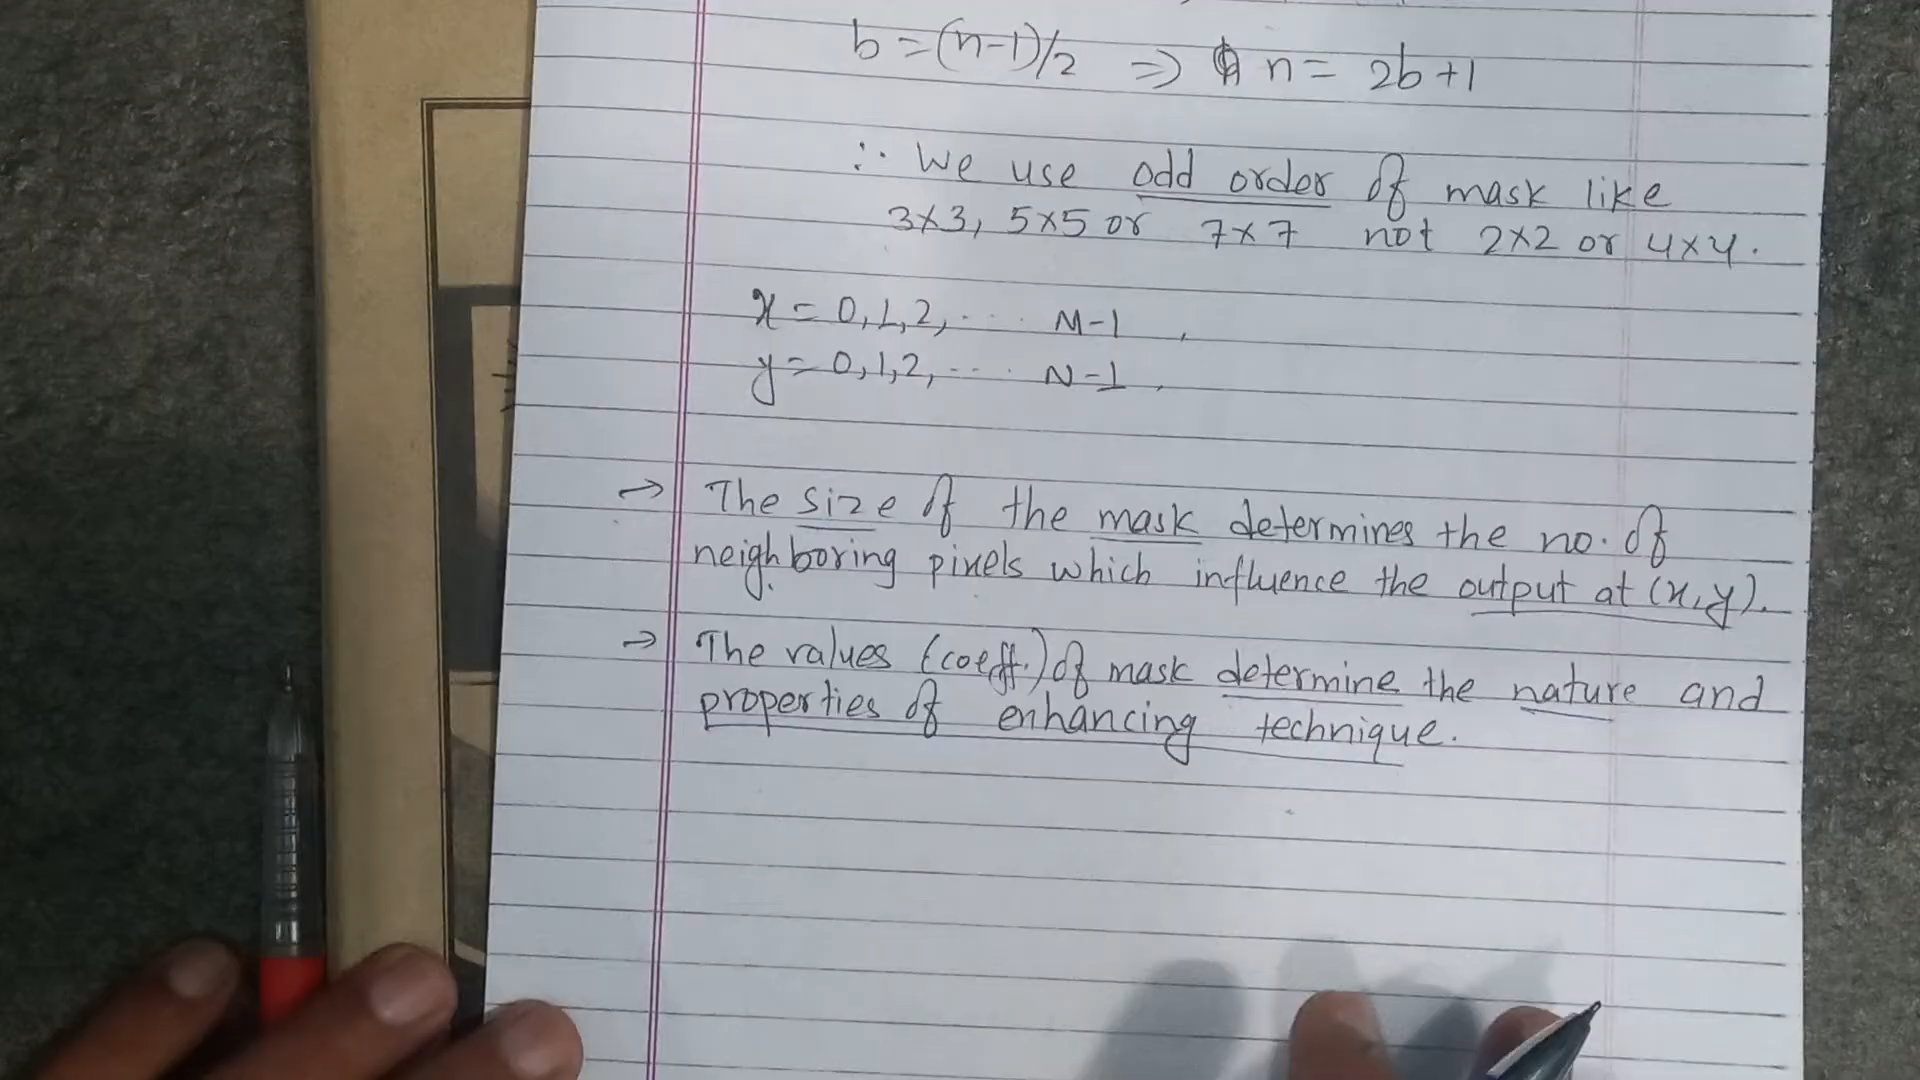 b = (n-1)/2 ⇒ n = 2b+1
∴ We use odd order of mask like
3×3, 5×5 or 7×7 not 2×2 or 4×4.
x = 0,1,2, .... M-1,
y = 0,1,2, .... N-1,
→ The size of the mask determines the no. of
neighboring pixels which influence the output at (x,y).
→ The values (coeff.) of mask determine the nature and
properties of enhancing technique.